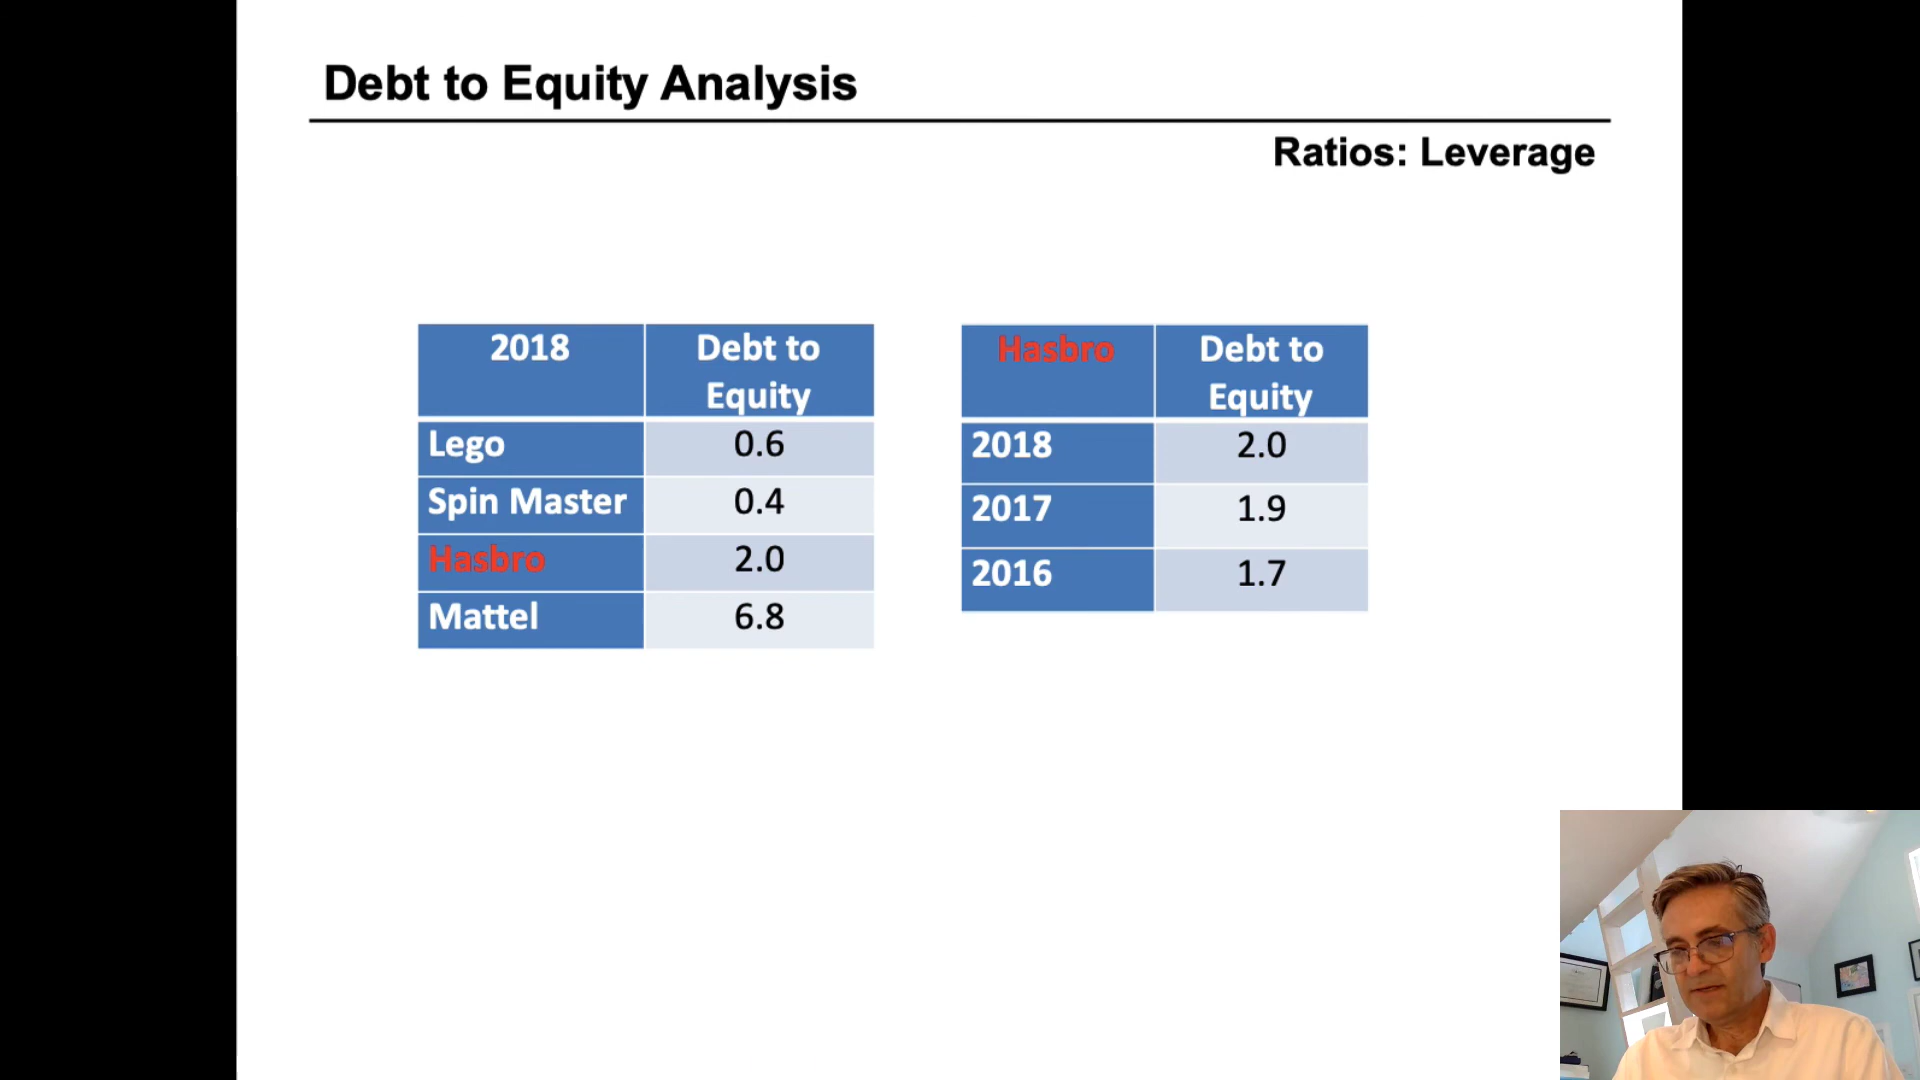 Debt to Equity Analysis
Ratios: Leverage
2018 Debt to
Equity
Lego 0.6
Spin Master 0.4
Hasbro 2.0
Mattel 6.8
Hasbro Debt to
Equity
2018 2.0
2017 1.9
2016 1.7